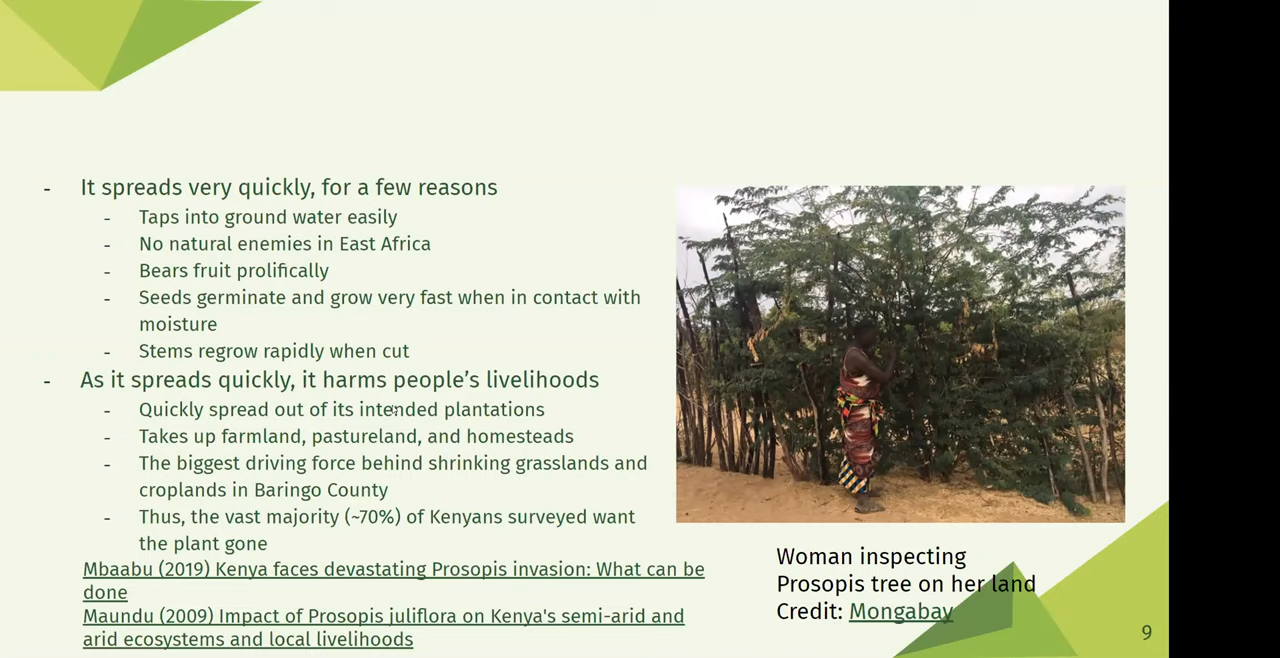 - It spreads very quickly, for a few reasons
- Taps into ground water easily
- No natural enemies in East Africa
- Bears fruit prolifically
- Seeds germinate and grow very fast when in contact with
moisture
- Stems regrow rapidly when cut
- As it spreads quickly, it harms people’s livelihoods
- Quickly spread out of its intended plantations
- Takes up farmland, pastureland, and homesteads
- The biggest driving force behind shrinking grasslands and
croplands in Baringo County
- Thus, the vast majority (~70%) of Kenyans surveyed want
the plant gone
Mbaabu (2019) Kenya faces devastating Prosopis invasion: What can be
done
Maundu (2009) Impact of Prosopis juliflora on Kenya's semi-arid and
arid ecosystems and local livelihoods
Woman inspecting
Prosopis tree on her land
Credit: Mongabay
9